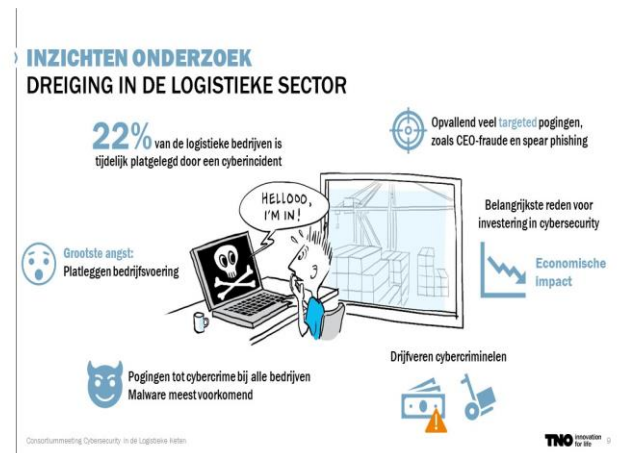 INZICHTEN ONDERZOEK
DREIGING IN DE LOGISTIEKE SECTOR
22% van de logistieke bedrijven is
tijdelijk platgelegd door een cyberincident
Opvallend veel targeted pogingen,
zoals CEO-fraude en spear phishing
HELLOOO,
I'M IN!
Belangrijkste reden voor
investering in cybersecurity
Economische
impact
Grootste angst:
Platleggen bedrijfsvoering
Drijfveren cybercriminelen
Pogingen tot cybercrime bij alle bedrijven
Malware meest voorkomend
Consortiummeeting Cybersecurity in de Logistieke Keten
TNO innovation
for life
9